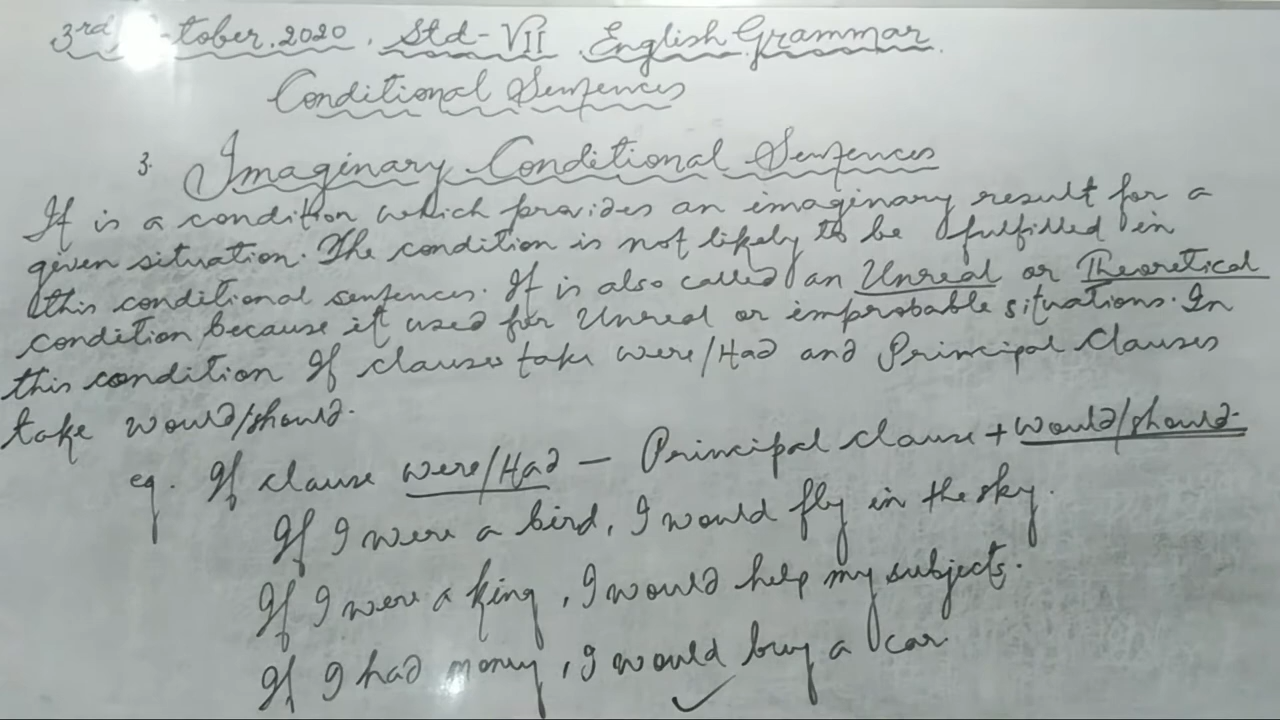 3rd October.2020. Std-VII English Grammar.
Conditional Sentences
3. Imaginary Conditional Sentences
It is a condition which provides an imaginary result for a
given situation. The condition is not likely to be fulfilled in
this conditional sentences. It is also called an Unreal or Theoretical
condition because it used for Unreal or improbable situations. In
this condition If clauses take were/Had and Principal Clauses
take would/should.
eg. If clause were/Had – Principal clause + would/should.
If I were a bird, I would fly in the sky.
If I were a king, I would help my subjects.
If I had money, I would buy a car